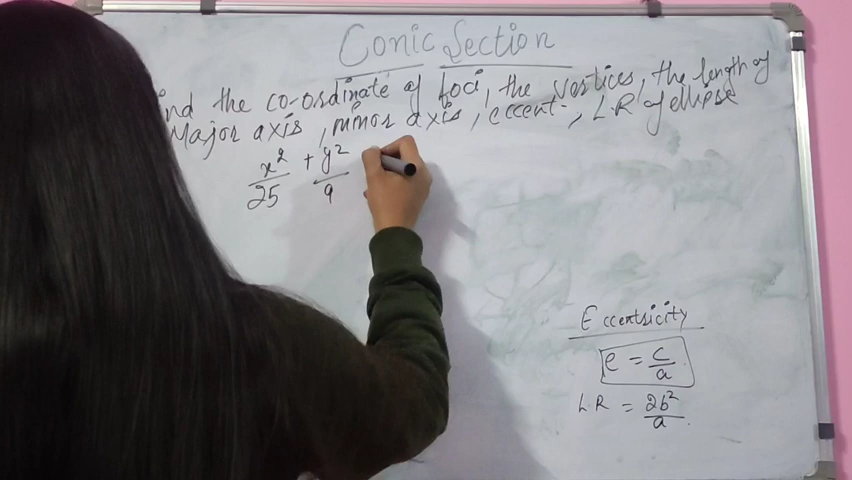 Conic Section
ind the co-ordinate of foci, the vertices, the length of
Major axis, minor axis, eccent-, LR of ellipse
x²/25 + y²/9
Eccentricity
e = c/a
LR = 2b²/a